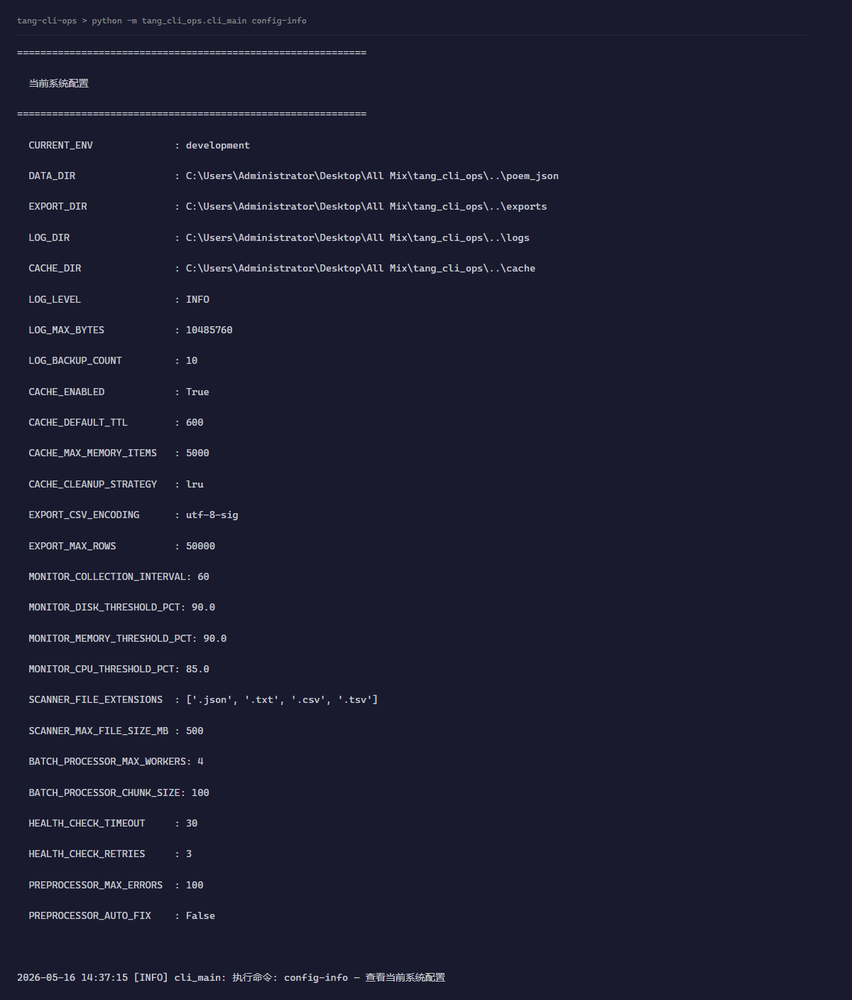 tang-cli-ops > python -m tang_cli_ops.cli_main config-info
============================================================
当前系统配置
============================================================
CURRENT_ENV              : development
DATA_DIR                 : C:\Users\Administrator\Desktop\All Mix\tang_cli_ops\..\poem_json
EXPORT_DIR               : C:\Users\Administrator\Desktop\All Mix\tang_cli_ops\..\exports
LOG_DIR                  : C:\Users\Administrator\Desktop\All Mix\tang_cli_ops\..\logs
CACHE_DIR                : C:\Users\Administrator\Desktop\All Mix\tang_cli_ops\..\cache
LOG_LEVEL                : INFO
LOG_MAX_BYTES            : 10485760
LOG_BACKUP_COUNT         : 10
CACHE_ENABLED            : True
CACHE_DEFAULT_TTL        : 600
CACHE_MAX_MEMORY_ITEMS   : 5000
CACHE_CLEANUP_STRATEGY   : lru
EXPORT_CSV_ENCODING      : utf-8-sig
EXPORT_MAX_ROWS          : 50000
MONITOR_COLLECTION_INTERVAL: 60
MONITOR_DISK_THRESHOLD_PCT: 90.0
MONITOR_MEMORY_THRESHOLD_PCT: 90.0
MONITOR_CPU_THRESHOLD_PCT: 85.0
SCANNER_FILE_EXTENSIONS  : ['.json', '.txt', '.csv', '.tsv']
SCANNER_MAX_FILE_SIZE_MB : 500
BATCH_PROCESSOR_MAX_WORKERS: 4
BATCH_PROCESSOR_CHUNK_SIZE: 100
HEALTH_CHECK_TIMEOUT     : 30
HEALTH_CHECK_RETRIES     : 3
PREPROCESSOR_MAX_ERRORS  : 100
PREPROCESSOR_AUTO_FIX    : False
2026-05-16 14:37:15 [INFO] cli_main: 执行命令: config-info — 查看当前系统配置